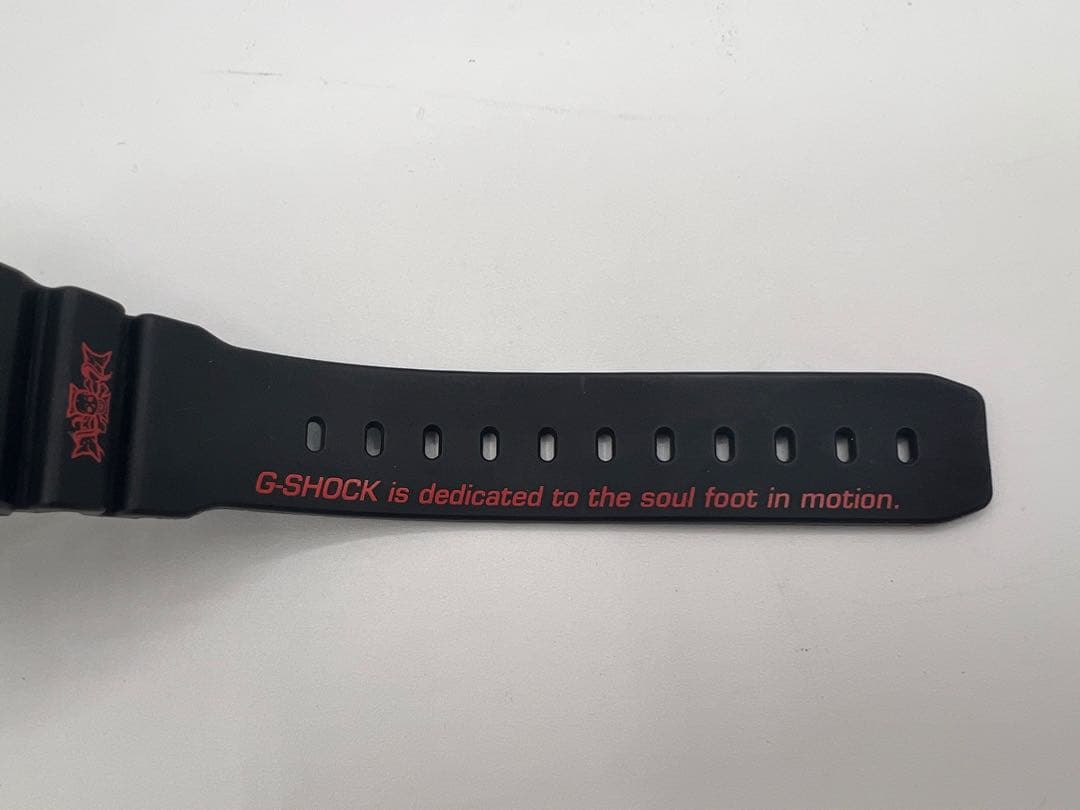 G-SHOCK is dedicated to the soul foot in motion.